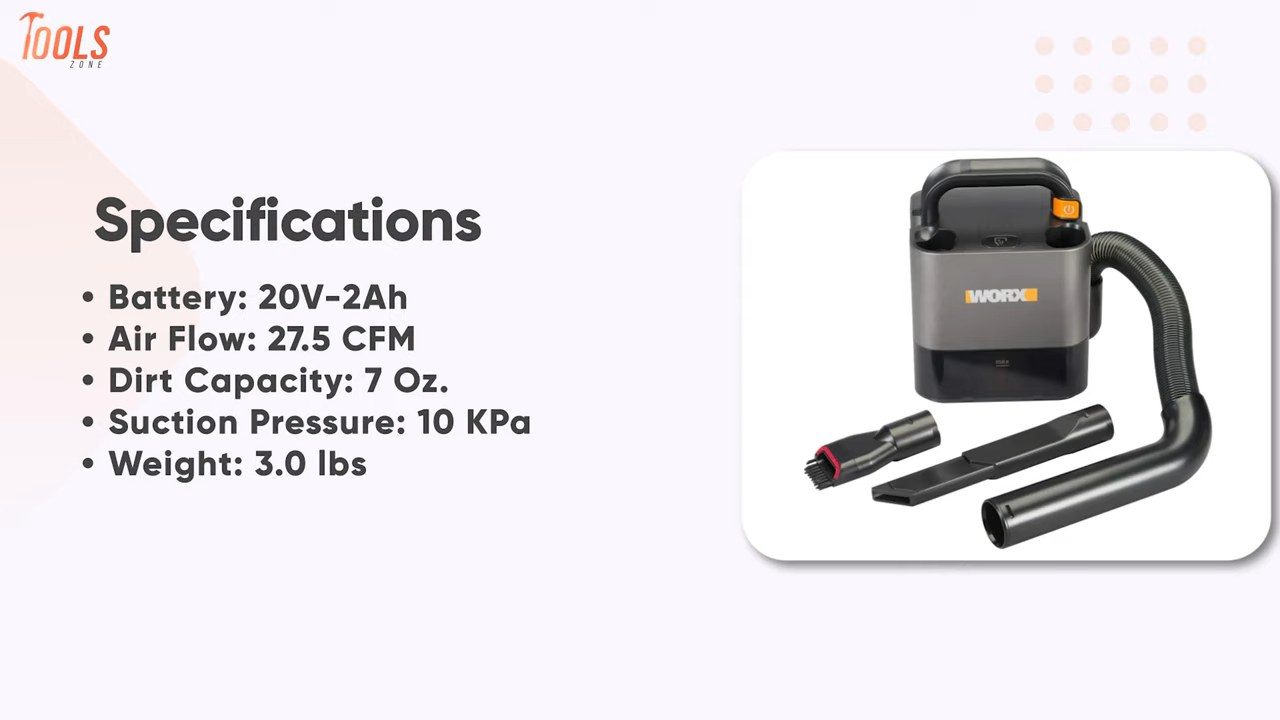 TOOLS
ZONE
Specifications
• Battery: 20V-2Ah
• Air Flow: 27.5 CFM
• Dirt Capacity: 7 Oz.
• Suction Pressure: 10 KPa
• Weight: 3.0 lbs
WORX